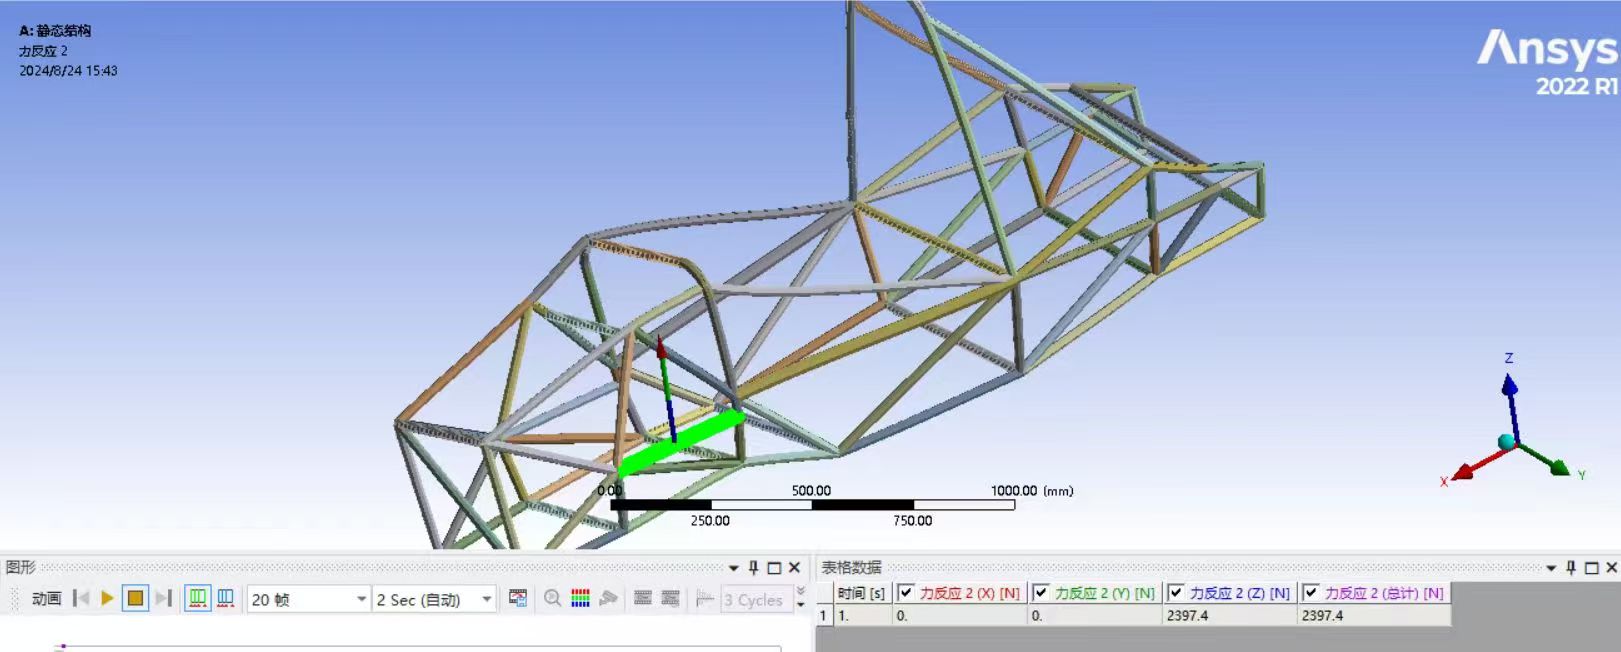 A: 静态结构
力反应 2
2024/8/24 15:43
Ansys
2022 R1
Z
X
Y
0.00
500.00
1000.00 (mm)
250.00
750.00
图形
动画
20 帧
2 Sec (自动)
3 Cycles
表格数据
时间 [s] 力反应 2 (X) [N] 力反应 2 (Y) [N] 力反应 2 (Z) [N] 力反应 2 (总计) [N]
1 1. 0. 0. 2397.4 2397.4